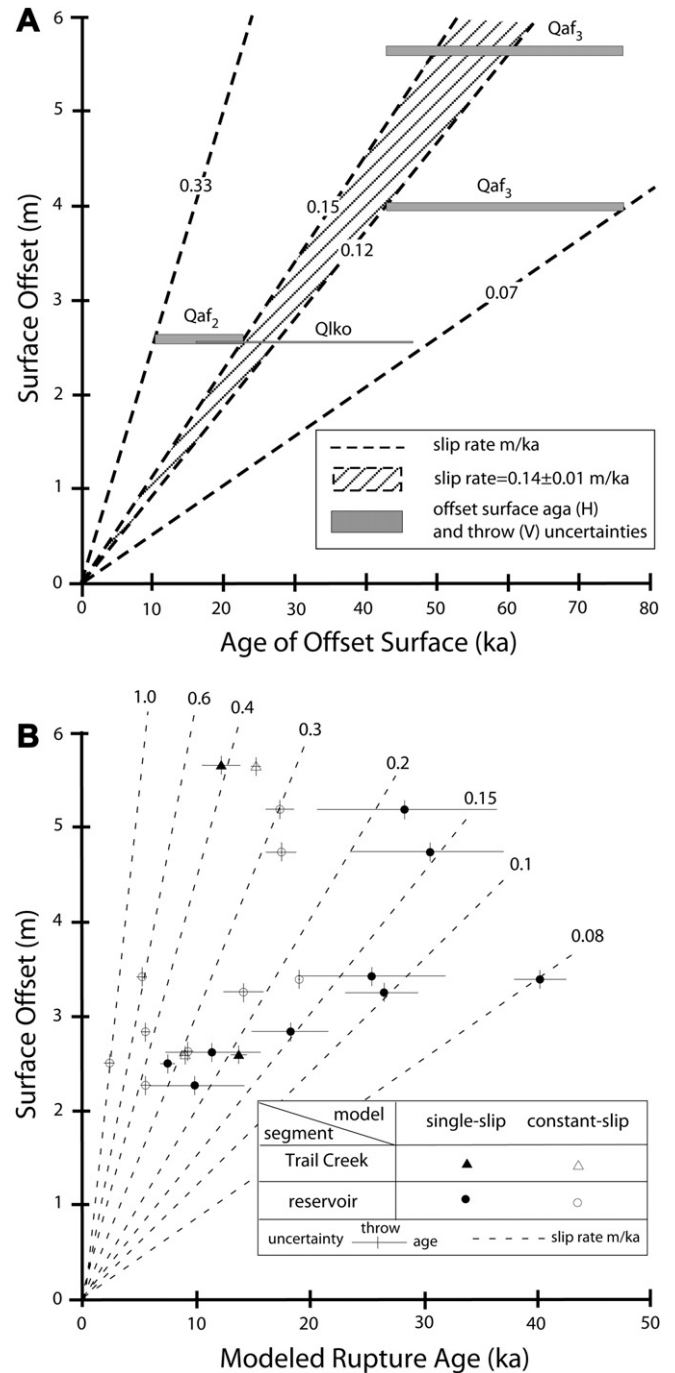 A
6
5
4
3
2
1
0
Surface Offset (m)
0.33
0.15
0.12
0.07
Qaf3
Qaf3
Qaf2
Qlko
slip rate m/ka
slip rate=0.14±0.01 m/ka
offset surface aga (H)
and throw (V) uncertainties
0 10 20 30 40 50 60 70 80
Age of Offset Surface (ka)
B
6
5
4
3
2
1
0
Surface Offset (m)
1.0
0.6
0.4
0.3
0.2
0.15
0.1
0.08
model single-slip constant-slip
segment
Trail Creek
reservoir
throw
uncertainty age slip rate m/ka
0 10 20 30 40 50
Modeled Rupture Age (ka)